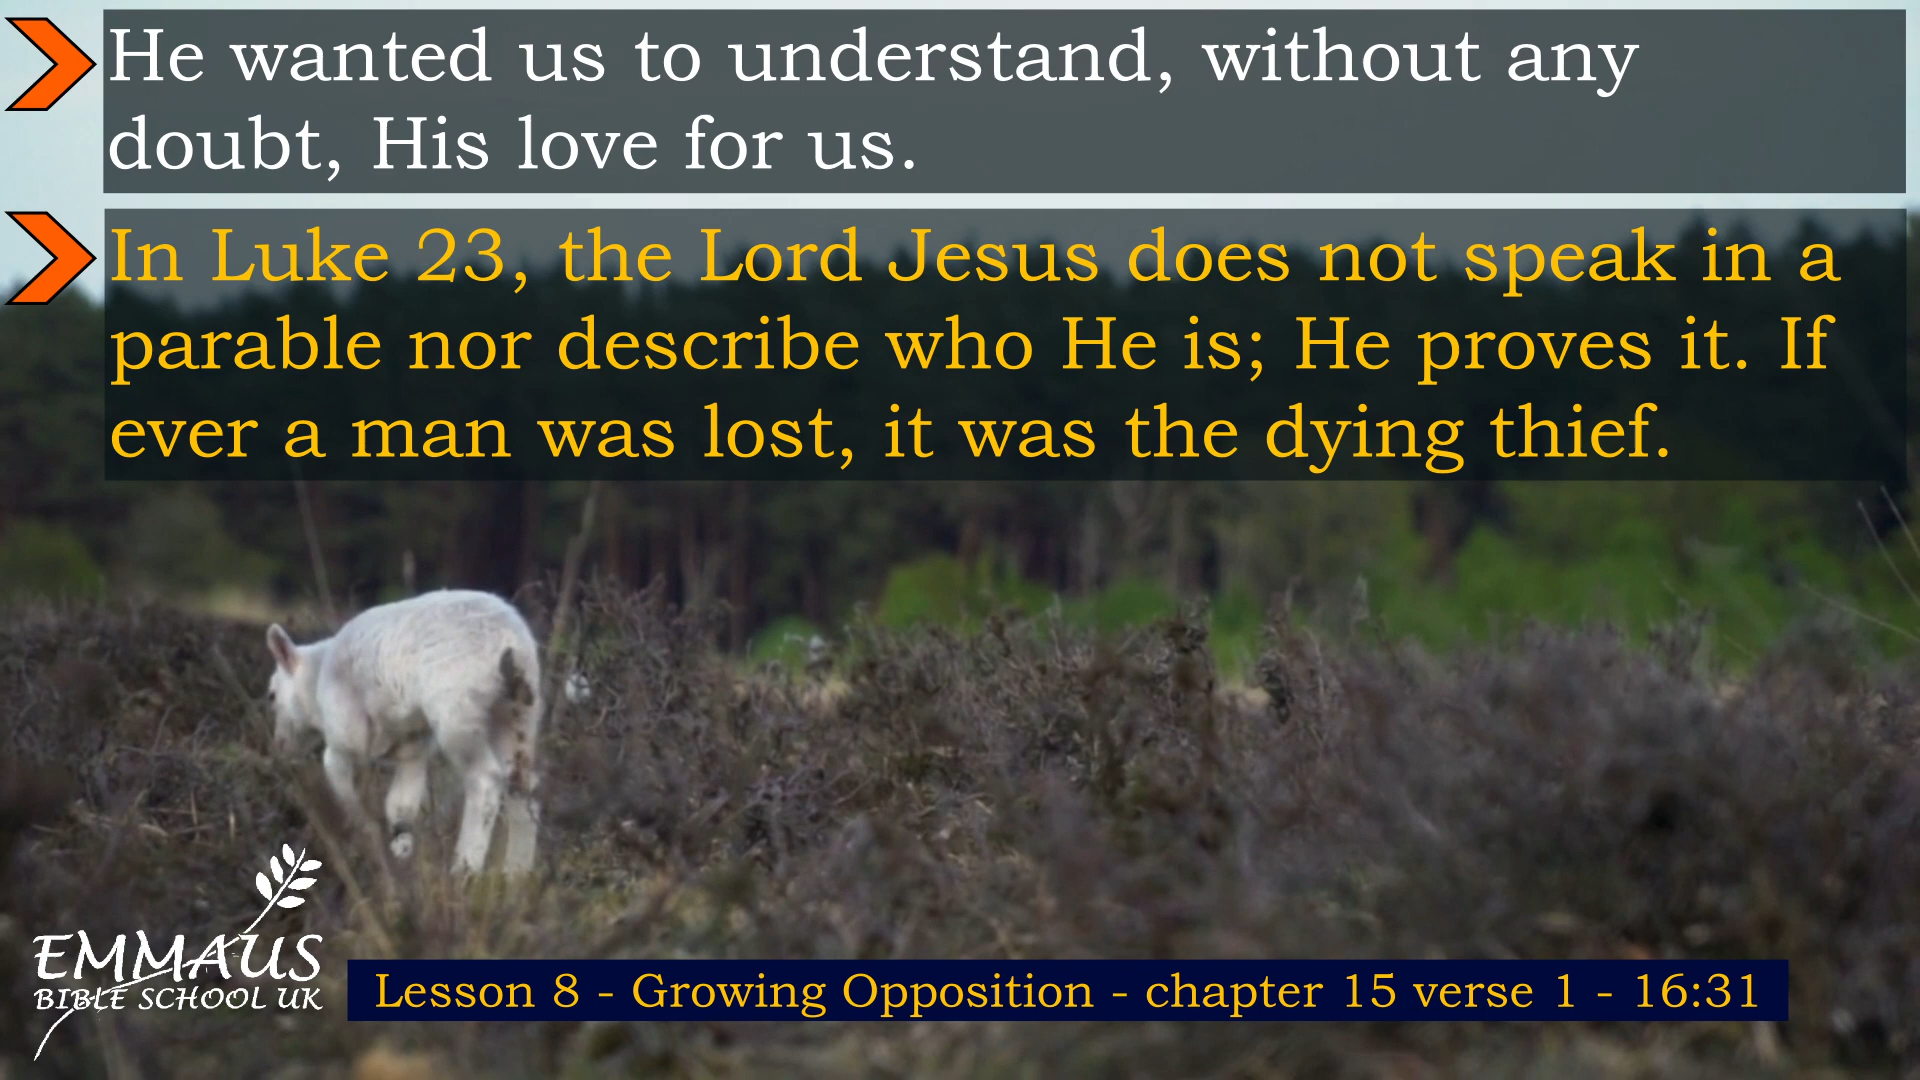 He wanted us to understand, without any
doubt, His love for us.
In Luke 23, the Lord Jesus does not speak in a
parable nor describe who He is; He proves it. If
ever a man was lost, it was the dying thief.
EMMAUS
BIBLE SCHOOL UK
Lesson 8 - Growing Opposition - chapter 15 verse 1 - 16:31